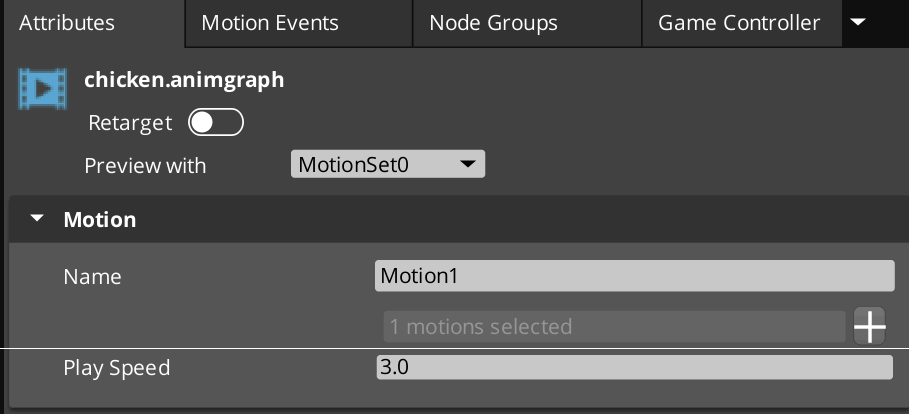 Attributes Motion Events Node Groups Game Controller
chicken.animgraph
Retarget
Preview with MotionSet0
Motion
Name Motion1
1 motions selected
Play Speed 3.0